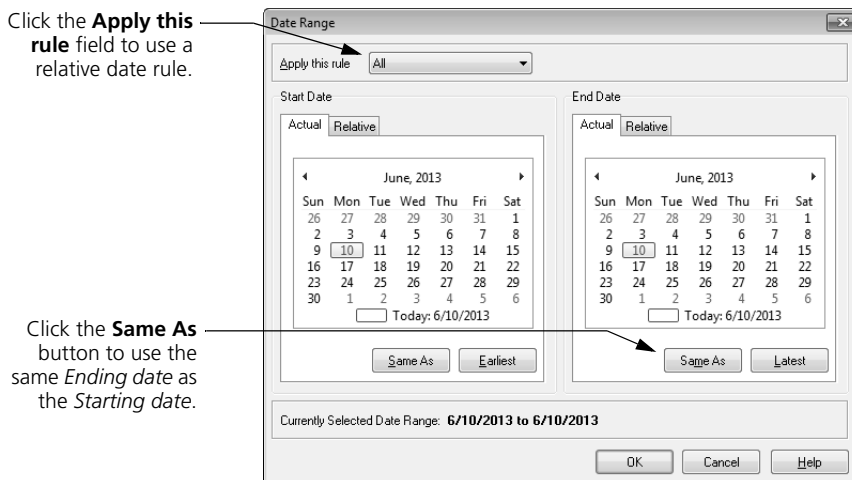 Click the Apply this
rule field to use a
relative date rule.
Date Range
Apply this rule All
Start Date
Actual Relative
June, 2013
Sun Mon Tue Wed Thu Fri Sat
26 27 28 29 30 31 1
2 3 4 5 6 7 8
9 10 11 12 13 14 15
16 17 18 19 20 21 22
23 24 25 26 27 28 29
30 1 2 3 4 5 6
Today: 6/10/2013
Same As Earliest
End Date
Actual Relative
June, 2013
Sun Mon Tue Wed Thu Fri Sat
26 27 28 29 30 31 1
2 3 4 5 6 7 8
9 10 11 12 13 14 15
16 17 18 19 20 21 22
23 24 25 26 27 28 29
30 1 2 3 4 5 6
Today: 6/10/2013
Same As Latest
Click the Same As
button to use the
same Ending date as
the Starting date.
Currently Selected Date Range: 6/10/2013 to 6/10/2013
OK Cancel Help